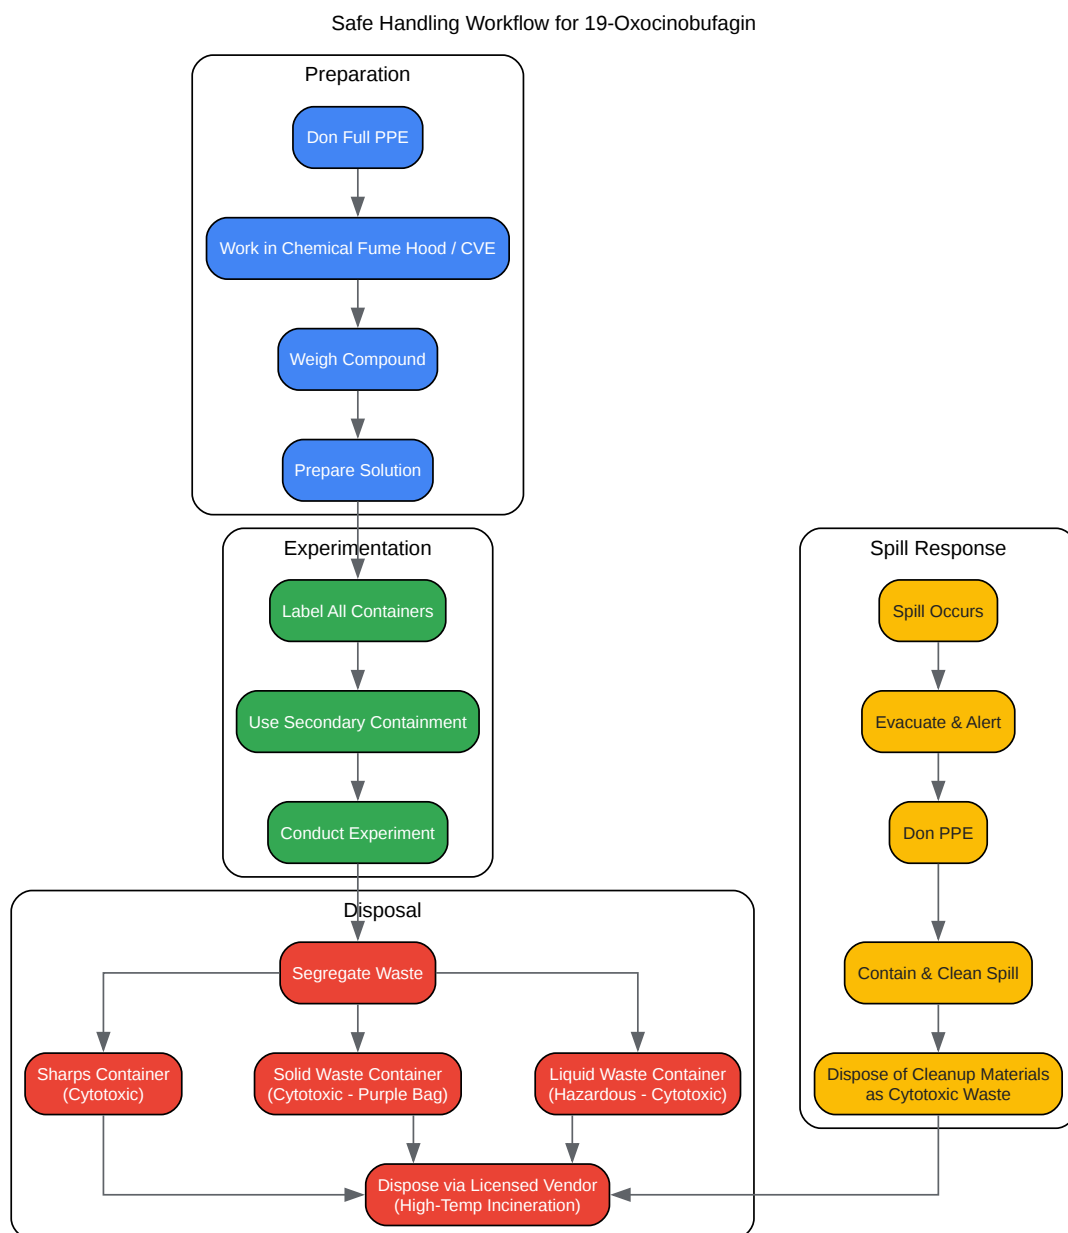 Safe Handling Workflow for 19-Oxocinobufagin
Preparation
Don Full PPE
Work in Chemical Fume Hood / CVE
Weigh Compound
Prepare Solution
Experimentation
Label All Containers
Use Secondary Containment
Conduct Experiment
Disposal
Segregate Waste
Sharps Container
(Cytotoxic)
Solid Waste Container
(Cytotoxic - Purple Bag)
Liquid Waste Container
(Hazardous - Cytotoxic)
Dispose via Licensed Vendor
(High-Temp Incineration)
Spill Response
Spill Occurs
Evacuate & Alert
Don PPE
Contain & Clean Spill
Dispose of Cleanup Materials
as Cytotoxic Waste